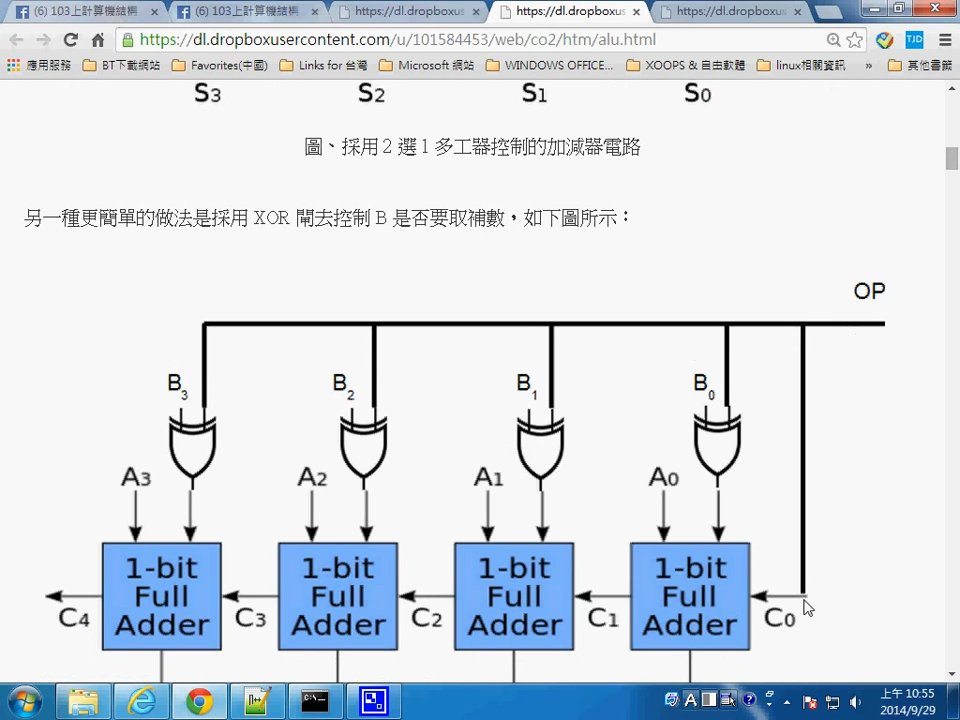 (6) 103上計算機結構
(6) 103上計算機結構
https://dl.dropboxus
https://dl.dropboxus
https://dl.dropboxus
https://dl.dropboxusercontent.com/u/101584453/web/co2/htm/alu.html
TJD
應用服務 BT下載網站 Favorites(中國) Links for 台灣 Microsoft 網站 WINDOWS OFFICE... XOOPS & 自由軟體 linux相關資訊 » 其他書籤
S3 S2 S1 S0
圖、採用 2 選 1 多工器控制的加減器電路
另一種更簡單的做法是採用 XOR 閘去控制 B 是否要取補數，如下圖所示：
OP
B3 B2 B1 B0
A3 A2 A1 A0
1-bit 1-bit 1-bit 1-bit
Full Full Full Full
C4 C3 C2 C1 C0
Adder Adder Adder Adder
A
上午 10:55
2014/9/29